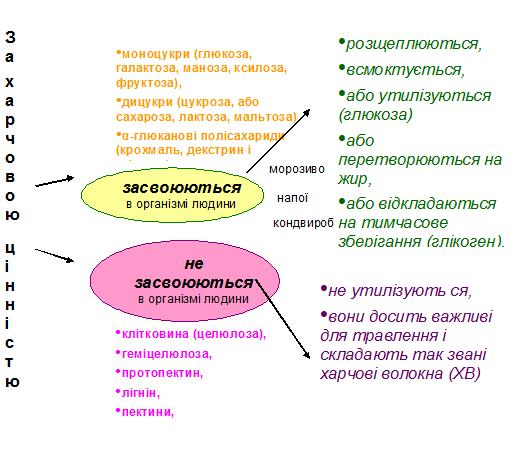 За харчовою цінністю
•моноцукри (глюкоза,
галактоза, маноза, ксилоза,
фруктоза),
•дицукри (цукроза, або
сахароза, лактоза, мальтоза)
•α-глюканові полісахариди
(крохмаль, декстрин і
засвоюються
в організмі людини
морозиво
напої
кондвироб
•розщеплюються,
•всмоктується,
•або утилізуються
(глюкоза)
•або
перетворюються на
жир,
•або відкладаються
на тимчасове
зберігання (глікоген).
не
засвоюються
в організмі людини
•клітковина (целюлоза),
•геміцелюлоза,
•протопектин,
•лігнін,
•пектини,
•не утилізують ся,
•вони досить важливі
для травлення і
складають так звані
харчові волокна (ХВ)